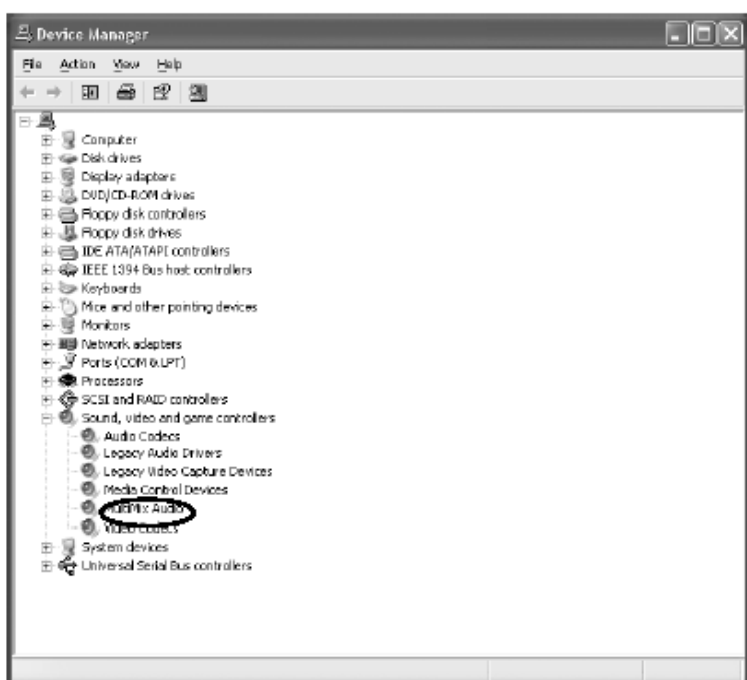 Device Manager
File Action View Help
Computer
Disk drives
Display adapters
DVD/CD-ROM drives
Floppy disk controllers
Floppy disk drives
IDE ATA/ATAPI controllers
IEEE 1394 Bus host controllers
Keyboards
Mice and other pointing devices
Monitors
Network adapters
Ports (COM & LPT)
Processors
SCSI and RAID controllers
Sound, video and game controllers
Audio Codecs
Legacy Audio Drivers
Legacy Video Capture Devices
Media Control Devices
MultiMix Audio
Video Codecs
System devices
Universal Serial Bus controllers